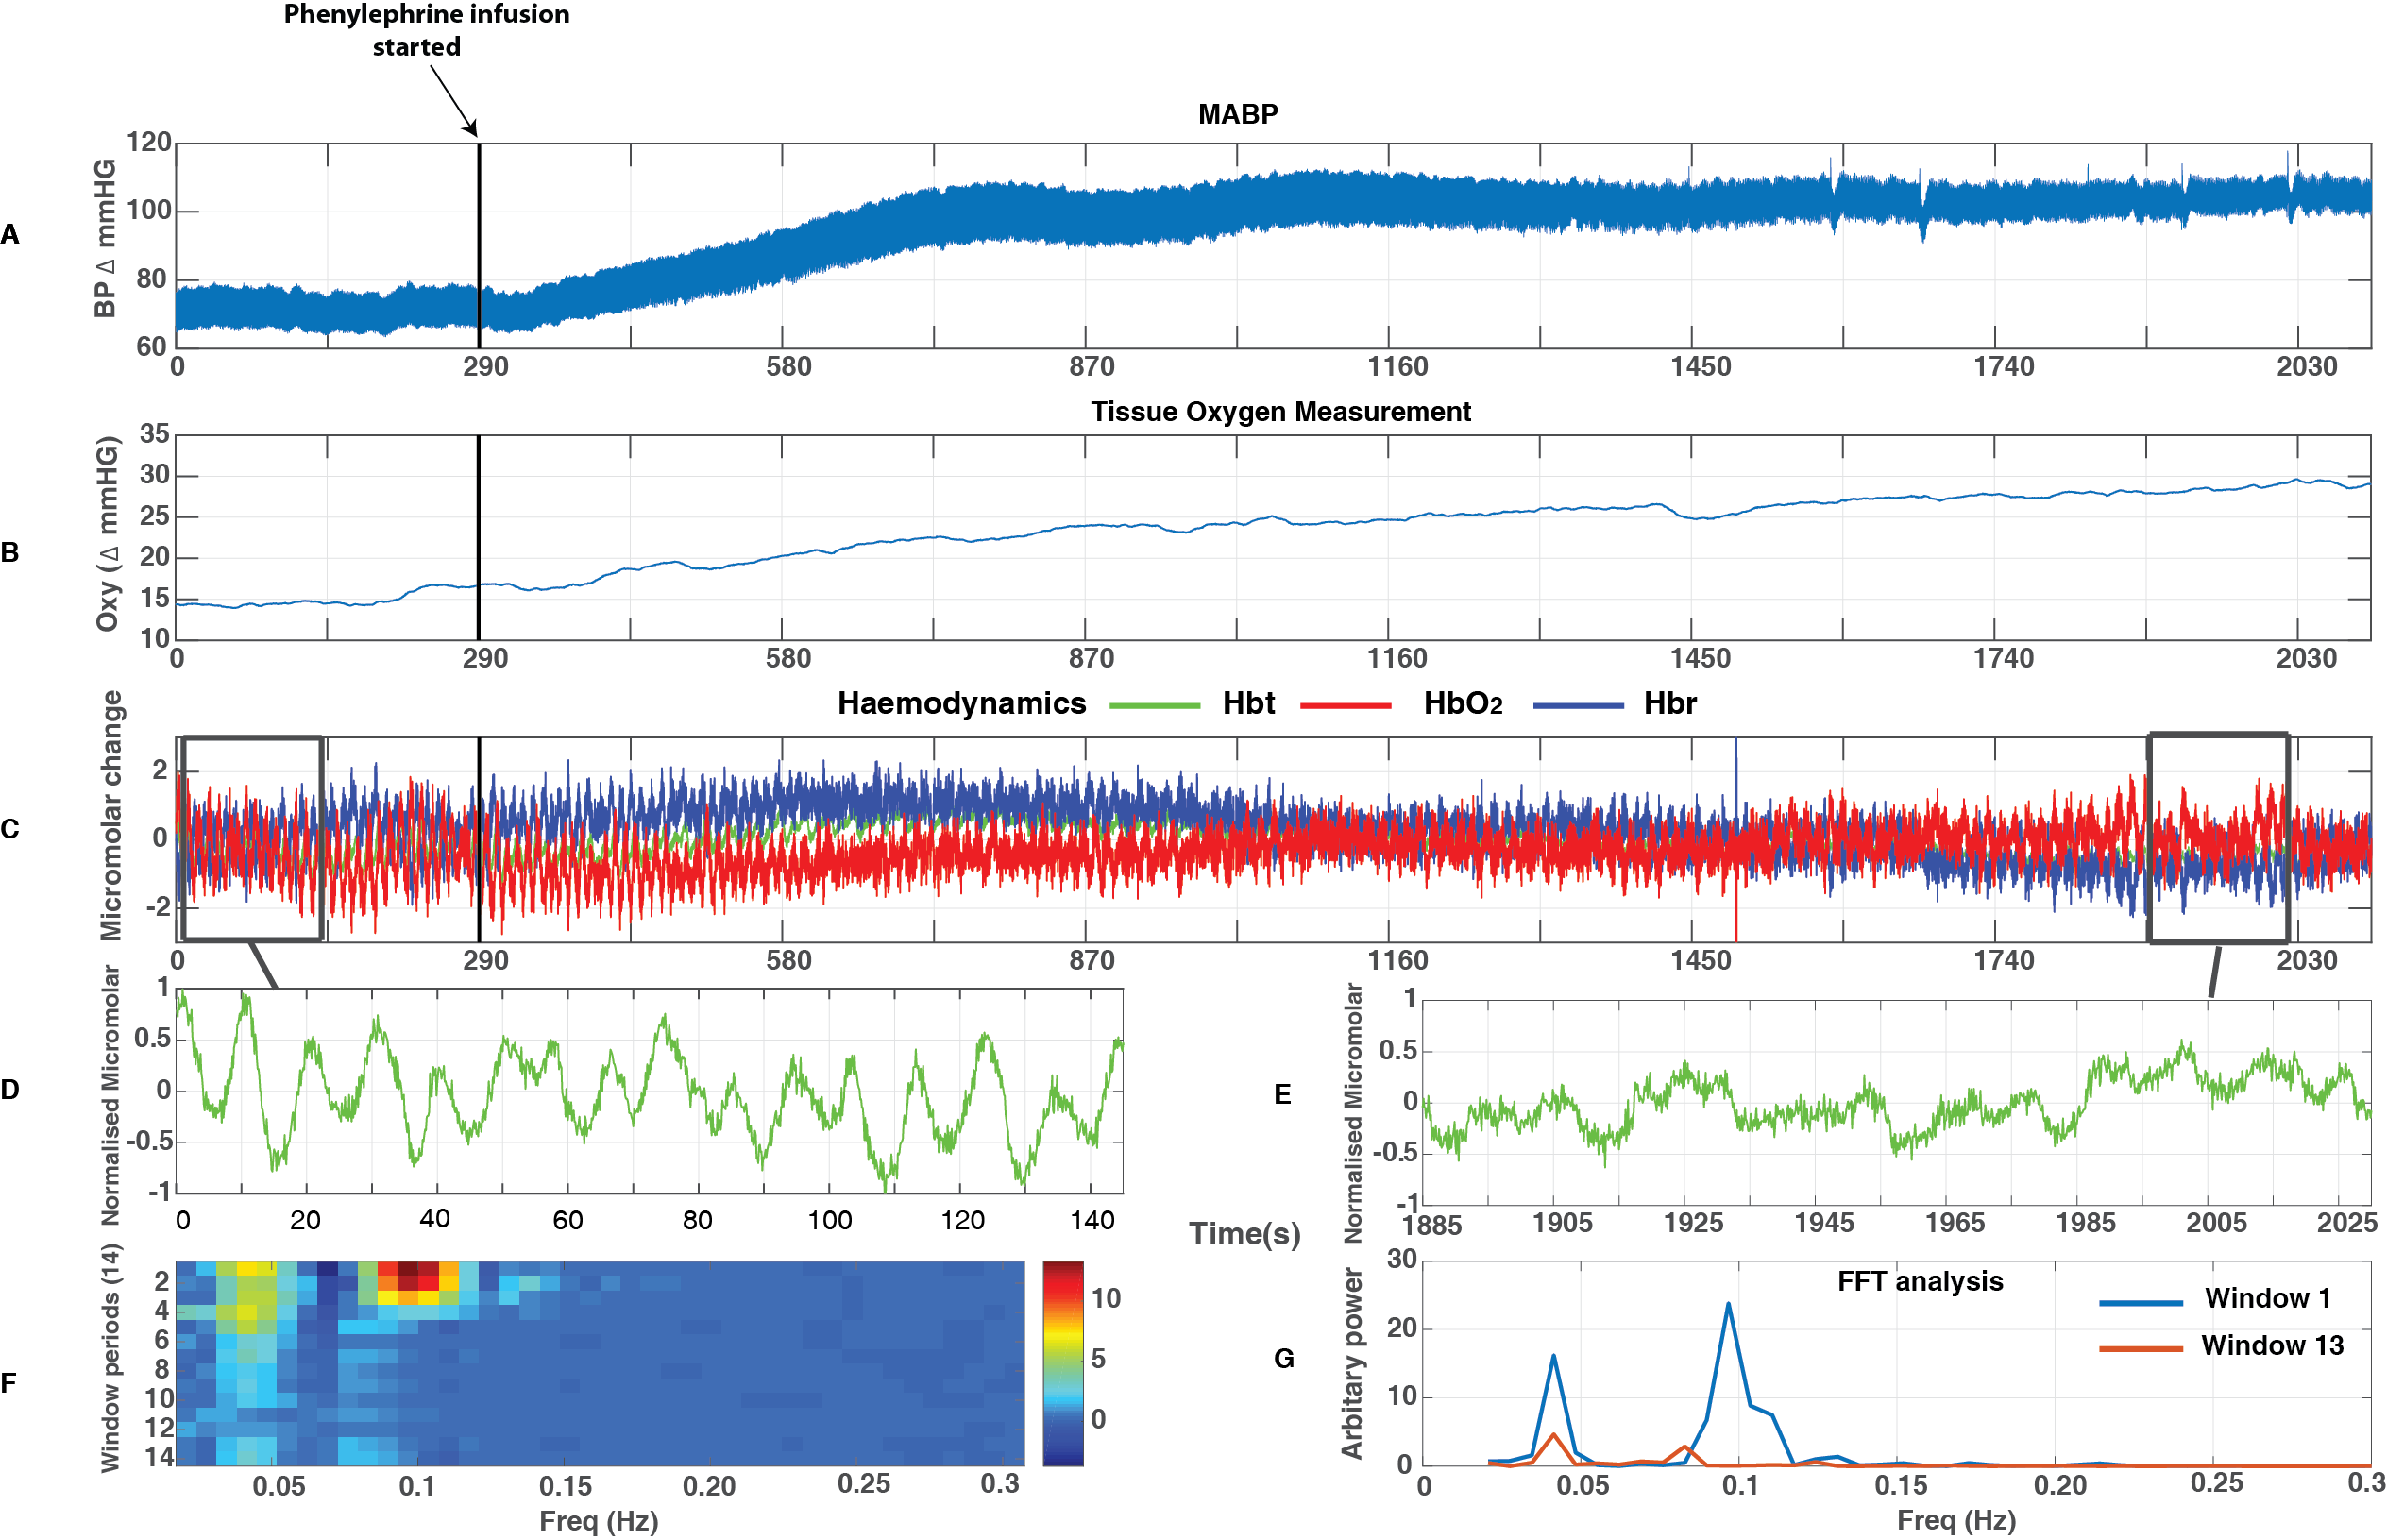 Phenylephrine infusion
started
MABP
A
BP Δ mmHG
120
100
80
60
0 290 580 870 1160 1450 1740 2030
Tissue Oxygen Measurement
B
Oxy (Δ mmHG)
35
30
25
20
15
10
0 290 580 870 1160 1450 1740 2030
Haemodynamics Hbt HbO2 Hbr
C
Micromolar change
2
0
-2
0 290 580 870 1160 1450 1740 2030
D
Normalised Micromolar
1
0.5
0
-0.5
-1
0 20 40 60 80 100 120 140
E
Normalised Micromolar
1
0.5
0
-0.5
-1
1885 1905 1925 1945 1965 1985 2005 2025
Time(s)
F
Window periods (14)
2
4
6
8
10
12
14
0.05 0.1 0.15 0.20 0.25 0.3
Freq (Hz)
10
5
0
G
Arbitary power
30
20
10
0
FFT analysis
Window 1
Window 13
0 0.05 0.1 0.15 0.20 0.25 0.3
Freq (Hz)